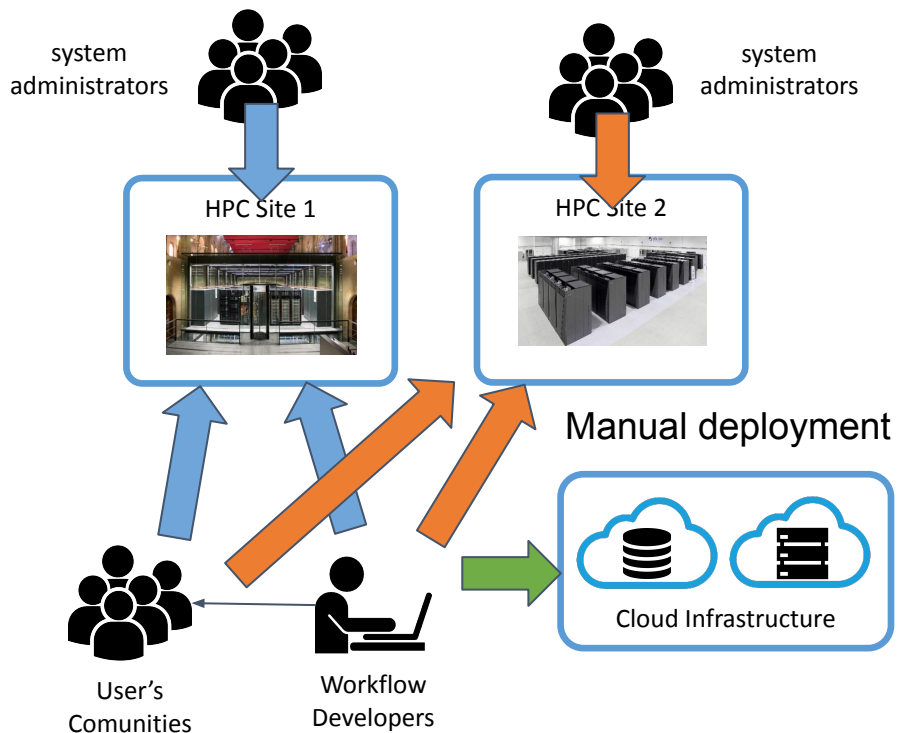 system
administrators
system
administrators
HPC Site 1
HPC Site 2
Manual deployment
Cloud Infrastructure
User's
Comunities
Workflow
Developers